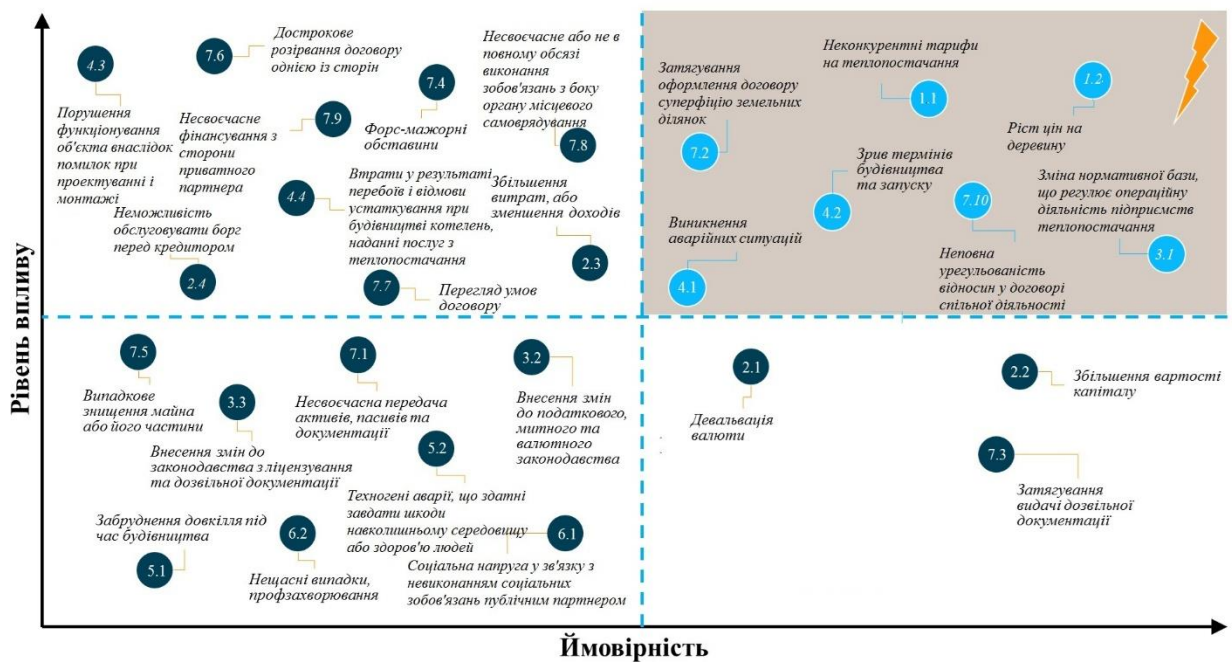 Рівень впливу
4.3
Порушення
функціонування
об'єкта внаслідок
помилок при
проектуванні і
монтажі
7.6
Дострокове
розірвання договору
однією із сторін
Несвоєчасне
фінансування з
сторони
приватного
партнера
7.9
7.4
Форс-мажорні
обставини
Несвоєчасне або не в
повному обсязі
виконання
зобов'язань з боку
органу місцевого
самоврядування
7.8
Неможливість
обслуговувати борг
перед кредитором
2.4
4.4
Втрати у результаті
перебоїв і відмови
устаткування при
будівництві котелень,
наданні послуг з
теплопостачання
Збільшення
витрат, або
зменшення доходів
2.3
7.7
Перегляд умов
договору
Затягування
оформлення договору
суперфіцію земельних
ділянок
7.2
Неконкурентні тарифи
на теплопостачання
1.1
1.2
Ріст цін на
деревину
Зрив термінів
будівництва
та запуску
4.2
Виникнення
аварійних ситуацій
4.1
7.10
Неповна
урегульованість
відносин у договорі
спільної діяльності
Зміна нормативної бази,
що регулює операційну
діяльність підприємств
теплопостачання
3.1
7.5
Випадкове
знищення майна
або його частини
3.3
Внесення змін до
законодавства з ліцензування
та дозвільної документації
7.1
Несвоєчасна передача
активів, пасивів та
документації
3.2
Внесення змін
до податкового,
митного та
валютного
законодавства
5.2
Техногені аварії, що здатні
завдати шкоди
навколишньому середовищу
або здоров'ю людей
Забруднення довкілля під
час будівництва
5.1
6.2
Нещасні випадки,
профзахворювання
6.1
Соціальна напруга у зв'язку з
невиконанням соціальних
зобов'язань публічним партнером
2.1
Девальвація
валюти
2.2
Збільшення вартості
капіталу
7.3
Затягування
видачі дозвільної
документації
Ймовірність